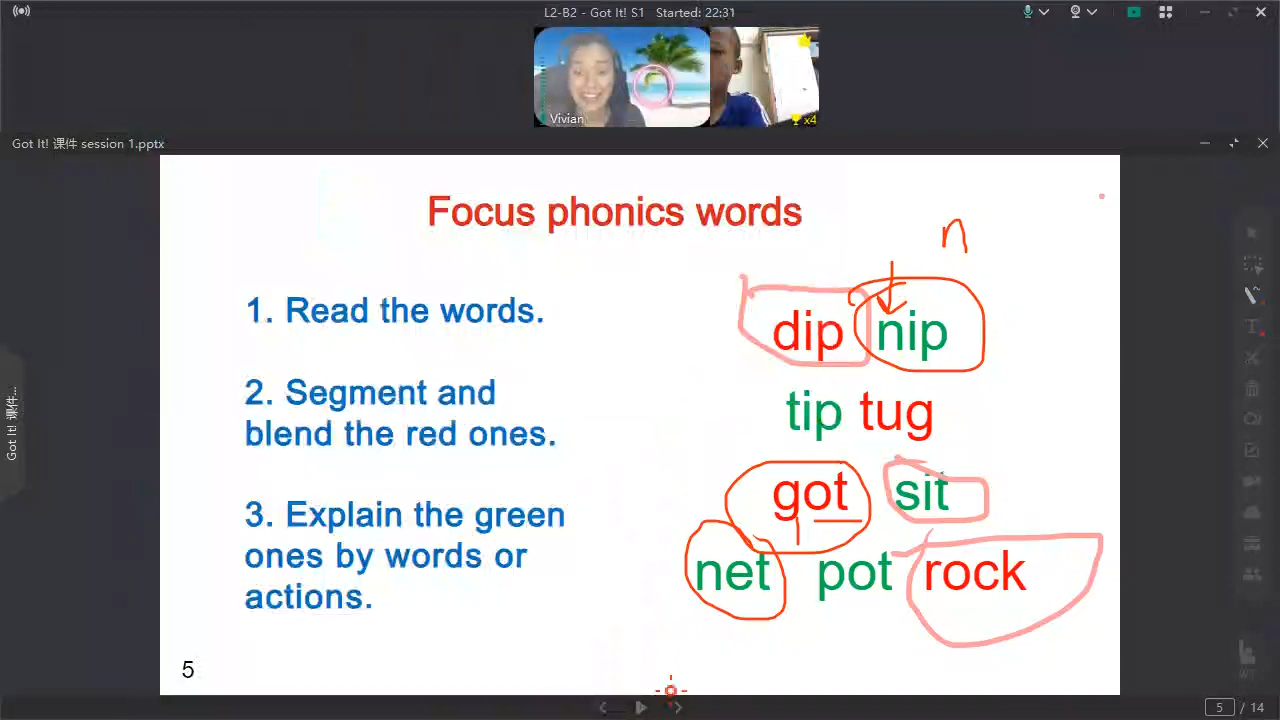 L2-B2 - Got It! S1 Started: 22:31
Vivian
x4
Got It! 课件 session 1.pptx
Got It! 课件...
Focus phonics words
n
1. Read the words.
2. Segment and
blend the red ones.
3. Explain the green
ones by words or
actions.
dip nip
tip tug
got sit
net pot rock
5
5 / 14